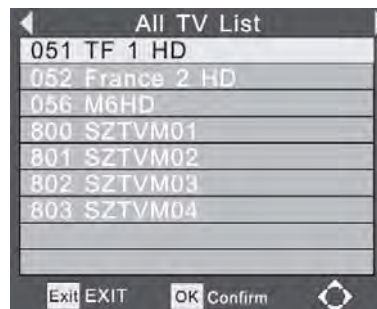 All TV List
051 TF 1 HD
052 France 2 HD
056 M6HD
800 SZTVM01
801 SZTVM02
802 SZTVM03
803 SZTVM04
Exit EXIT OK Confirm